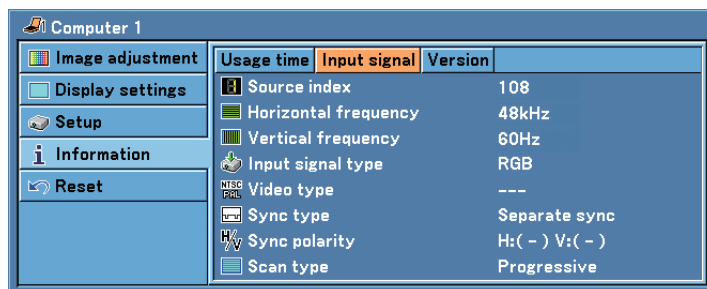 Computer 1
Image adjustment
Display settings
Setup
Information
Reset
Usage time Input signal Version
Source index 108
Horizontal frequency 48kHz
Vertical frequency 60Hz
Input signal type RGB
NTSC PAL Video type ---
Sync type Separate sync
H/V Sync polarity H:( - ) V:( - )
Scan type Progressive